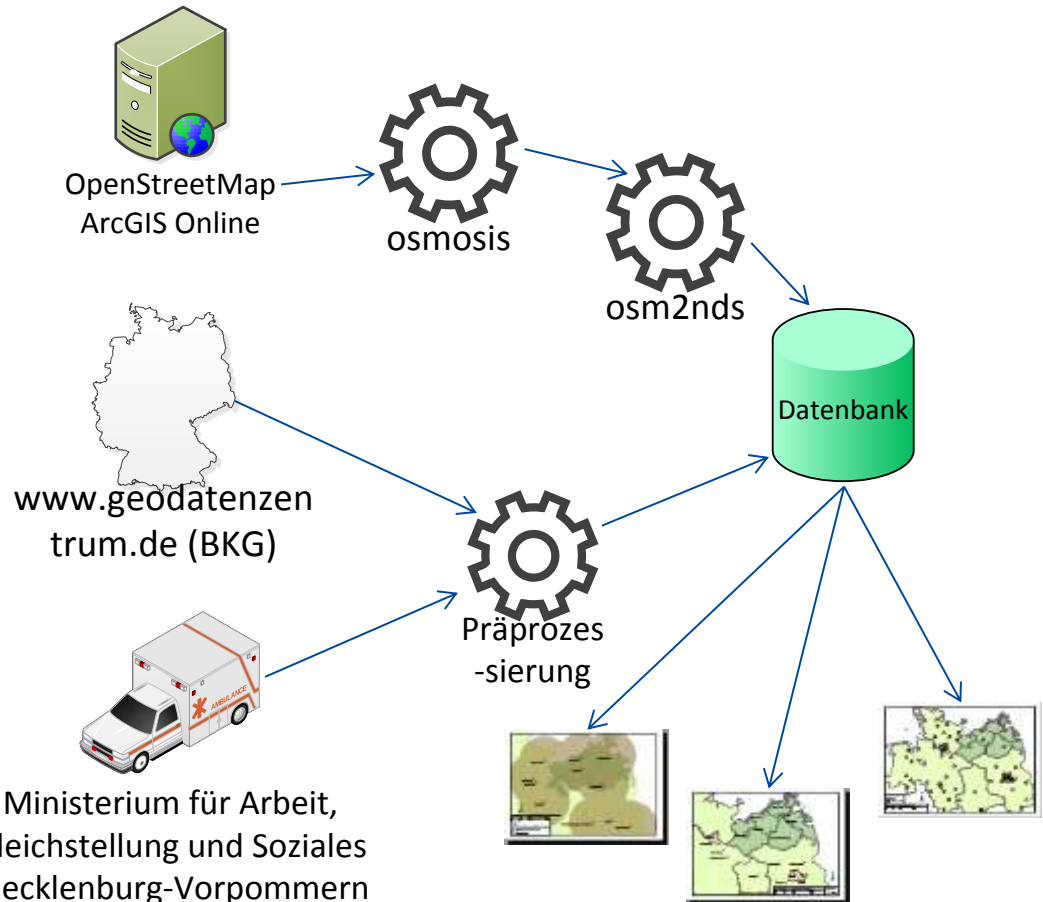 OpenStreetMap
ArcGIS Online
osmosis
osm2nds
Datenbank
www.geodatenzen
trum.de (BKG)
Präprozes
-sierung
AMBULANCE
Ministerium für Arbeit,
leichstellung und Soziales
ecklenburg-Vorpommern